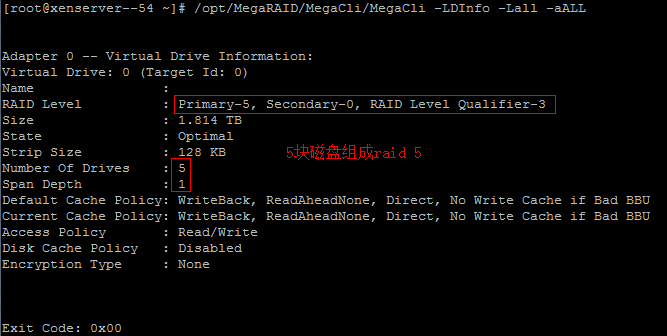 [root@xenserver--54 ~]# /opt/MegaRAID/MegaCli/MegaCli -LDInfo -Lall -aALL
Adapter 0 -- Virtual Drive Information:
Virtual Drive: 0 (Target Id: 0)
Name                :
RAID Level          : Primary-5, Secondary-0, RAID Level Qualifier-3
Size                : 1.814 TB
State               : Optimal
Strip Size          : 128 KB
5块磁盘组成raid 5
Number Of Drives    : 5
Span Depth          : 1
Default Cache Policy: WriteBack, ReadAheadNone, Direct, No Write Cache if Bad BBU
Current Cache Policy: WriteBack, ReadAheadNone, Direct, No Write Cache if Bad BBU
Access Policy       : Read/Write
Disk Cache Policy   : Disabled
Encryption Type     : None
Exit Code: 0x00